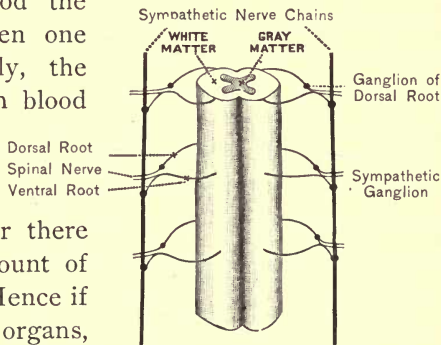 od the
en one
ly, the
n blood
r there
ount of
Hence if
organs,
Sympathetic Nerve Chains
WHITE MATTER
GRAY MATTER
Ganglion of
Dorsal Root
Dorsal Root
Spinal Nerve
Ventral Root
Sympathetic
Ganglion